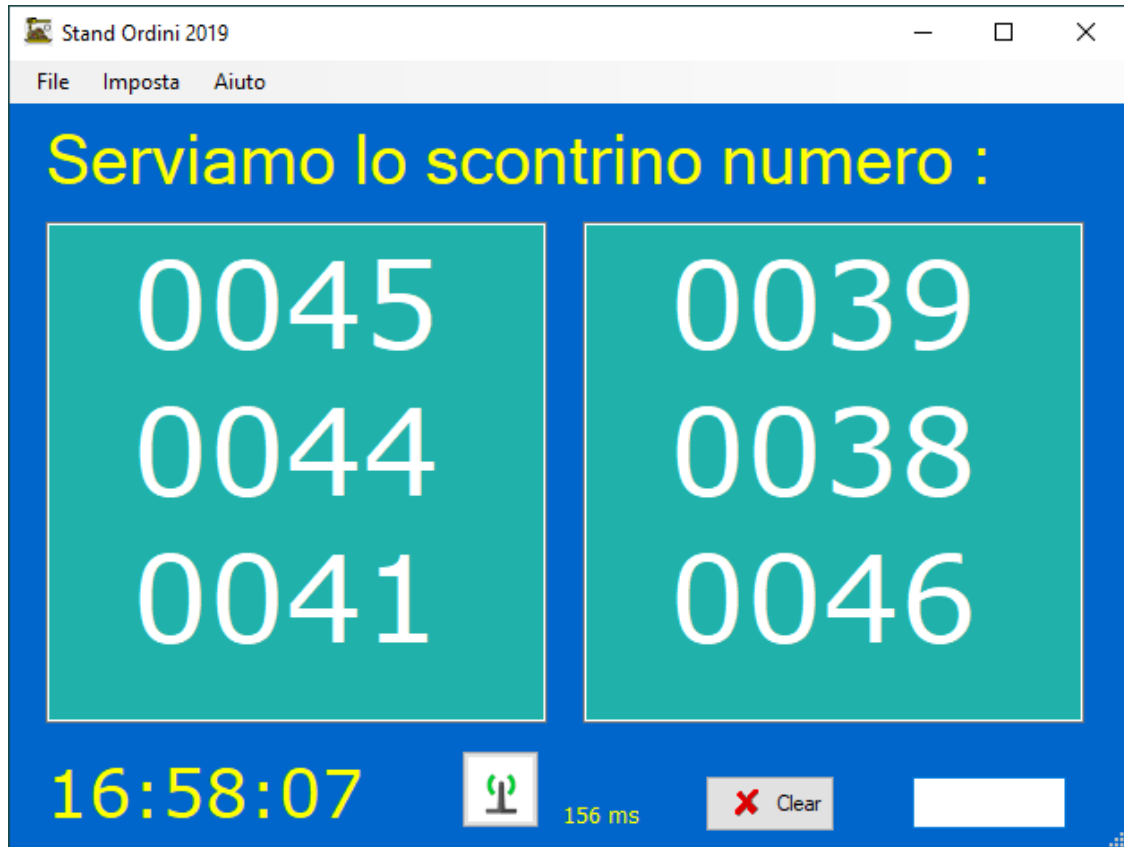 Stand Ordini 2019
File Imposta Aiuto
Serviamo lo scontrino numero :
0045
0044
0041
0039
0038
0046
16:58:07
156 ms
Clear